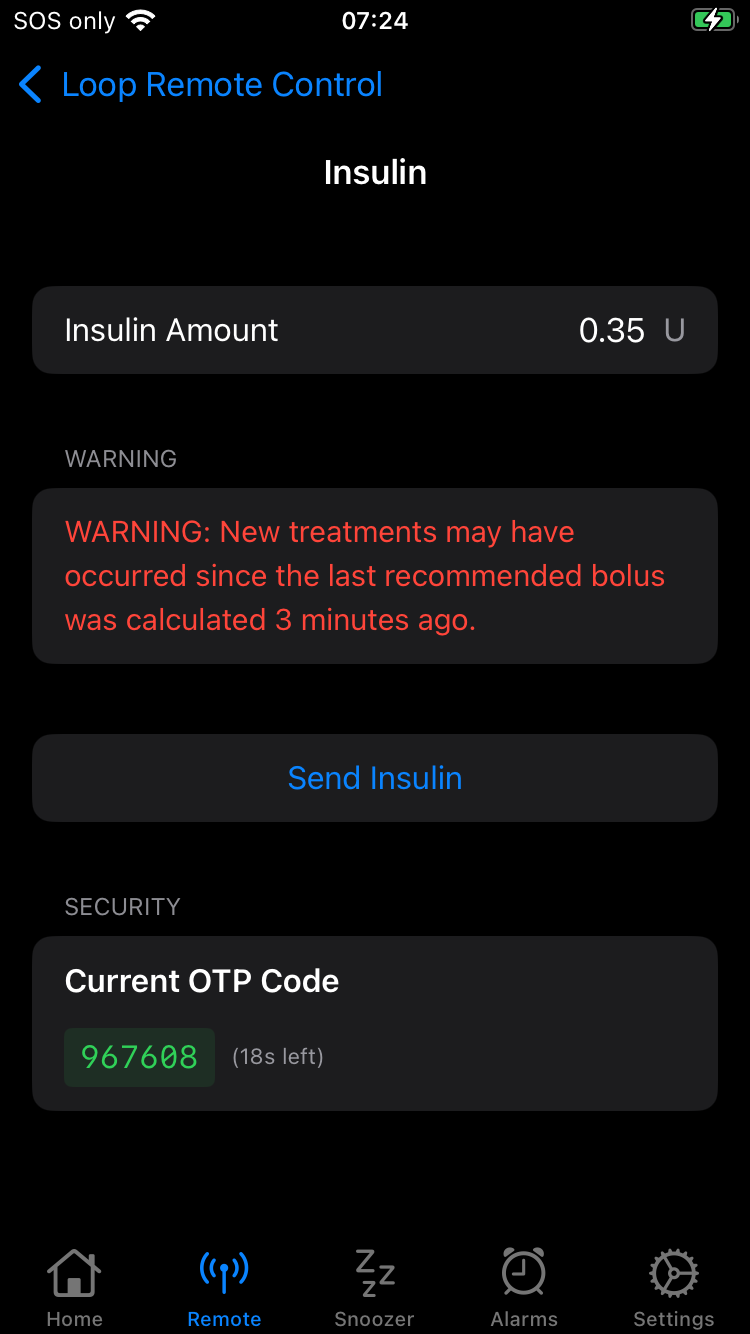 SOS only
07:24
Loop Remote Control
Insulin
Insulin Amount 0.35 U
WARNING
WARNING: New treatments may have
occurred since the last recommended bolus
was calculated 3 minutes ago.
Send Insulin
SECURITY
Current OTP Code
967608 (18s left)
Home Remote Snoozer Alarms Settings